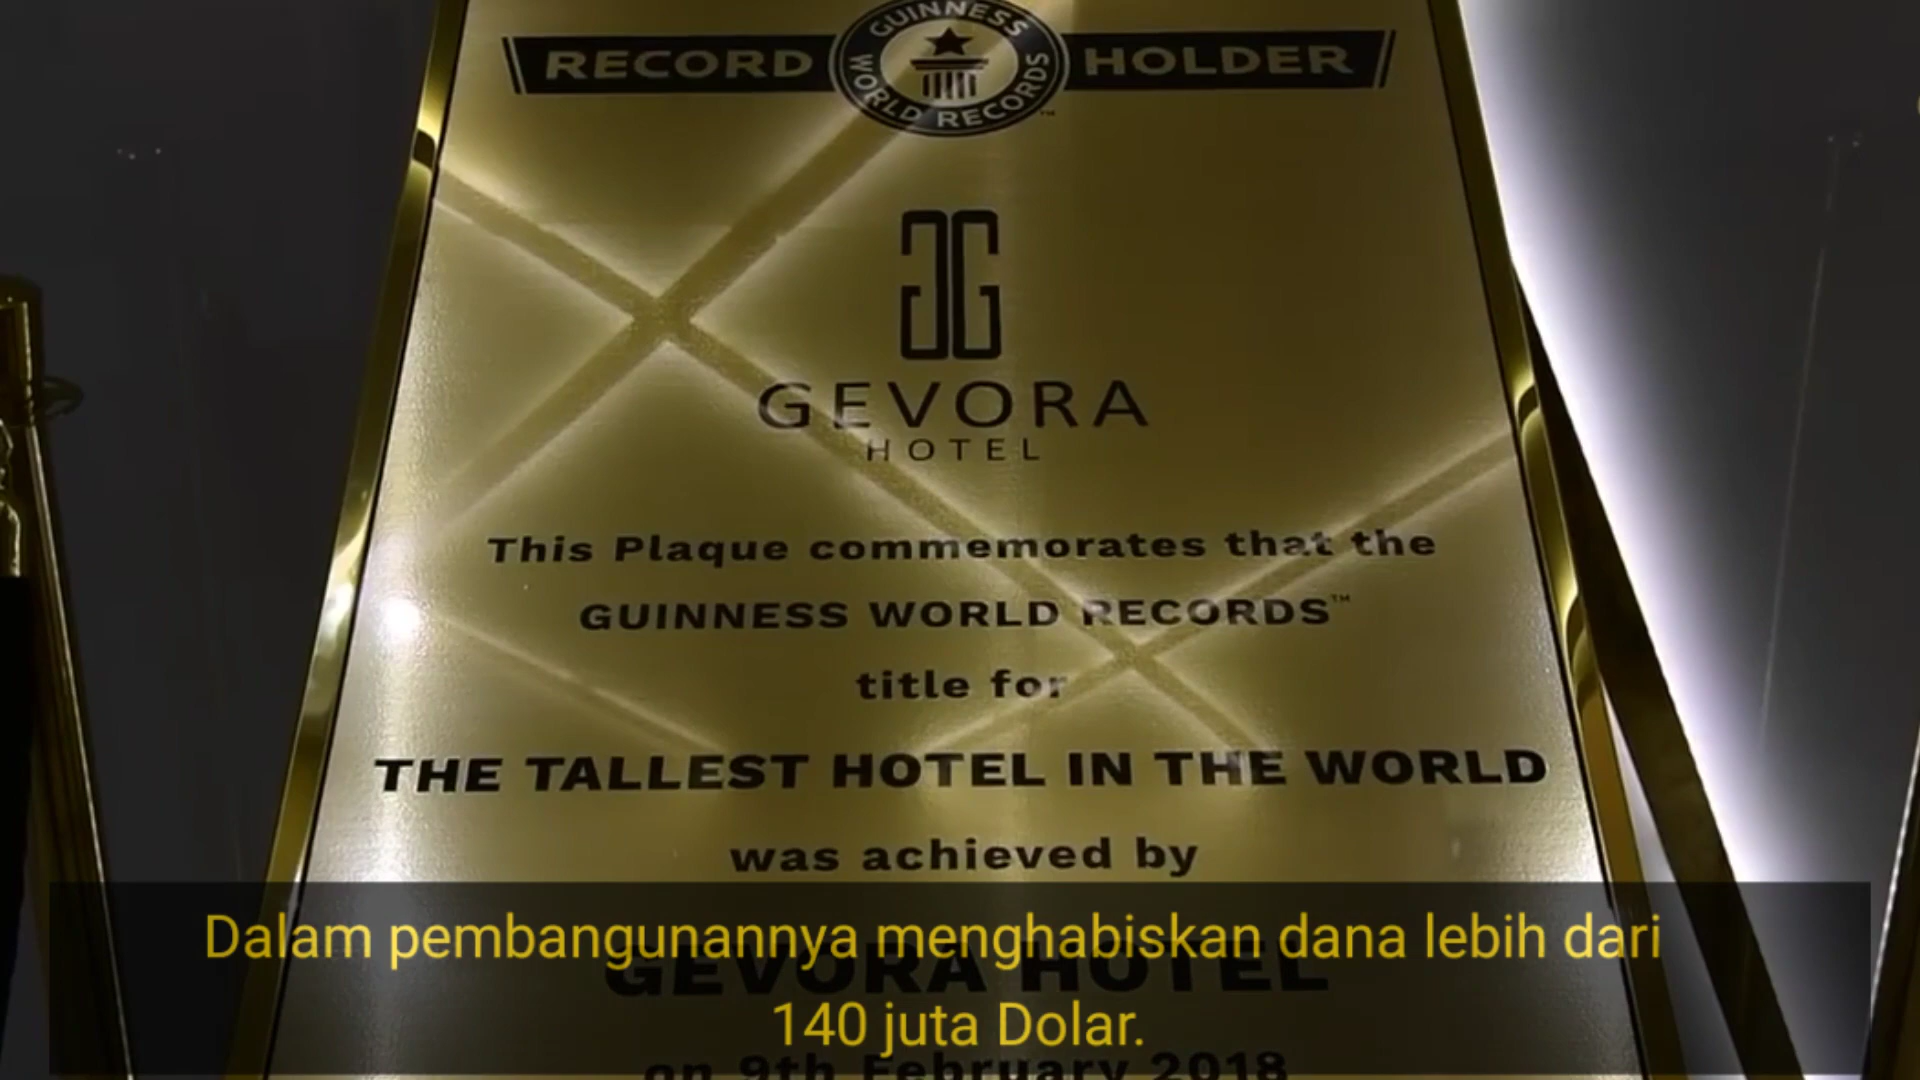 RECORD GUINNESS WORLD RECORDS™ HOLDER
GEVORA
HOTEL
This Plaque commemorates that the
GUINNESS WORLD RECORDS™
title for
THE TALLEST HOTEL IN THE WORLD
was achieved by
GEVORA HOTEL
on 9th February 2018
Dalam pembangunannya menghabiskan dana lebih dari
140 juta Dolar.